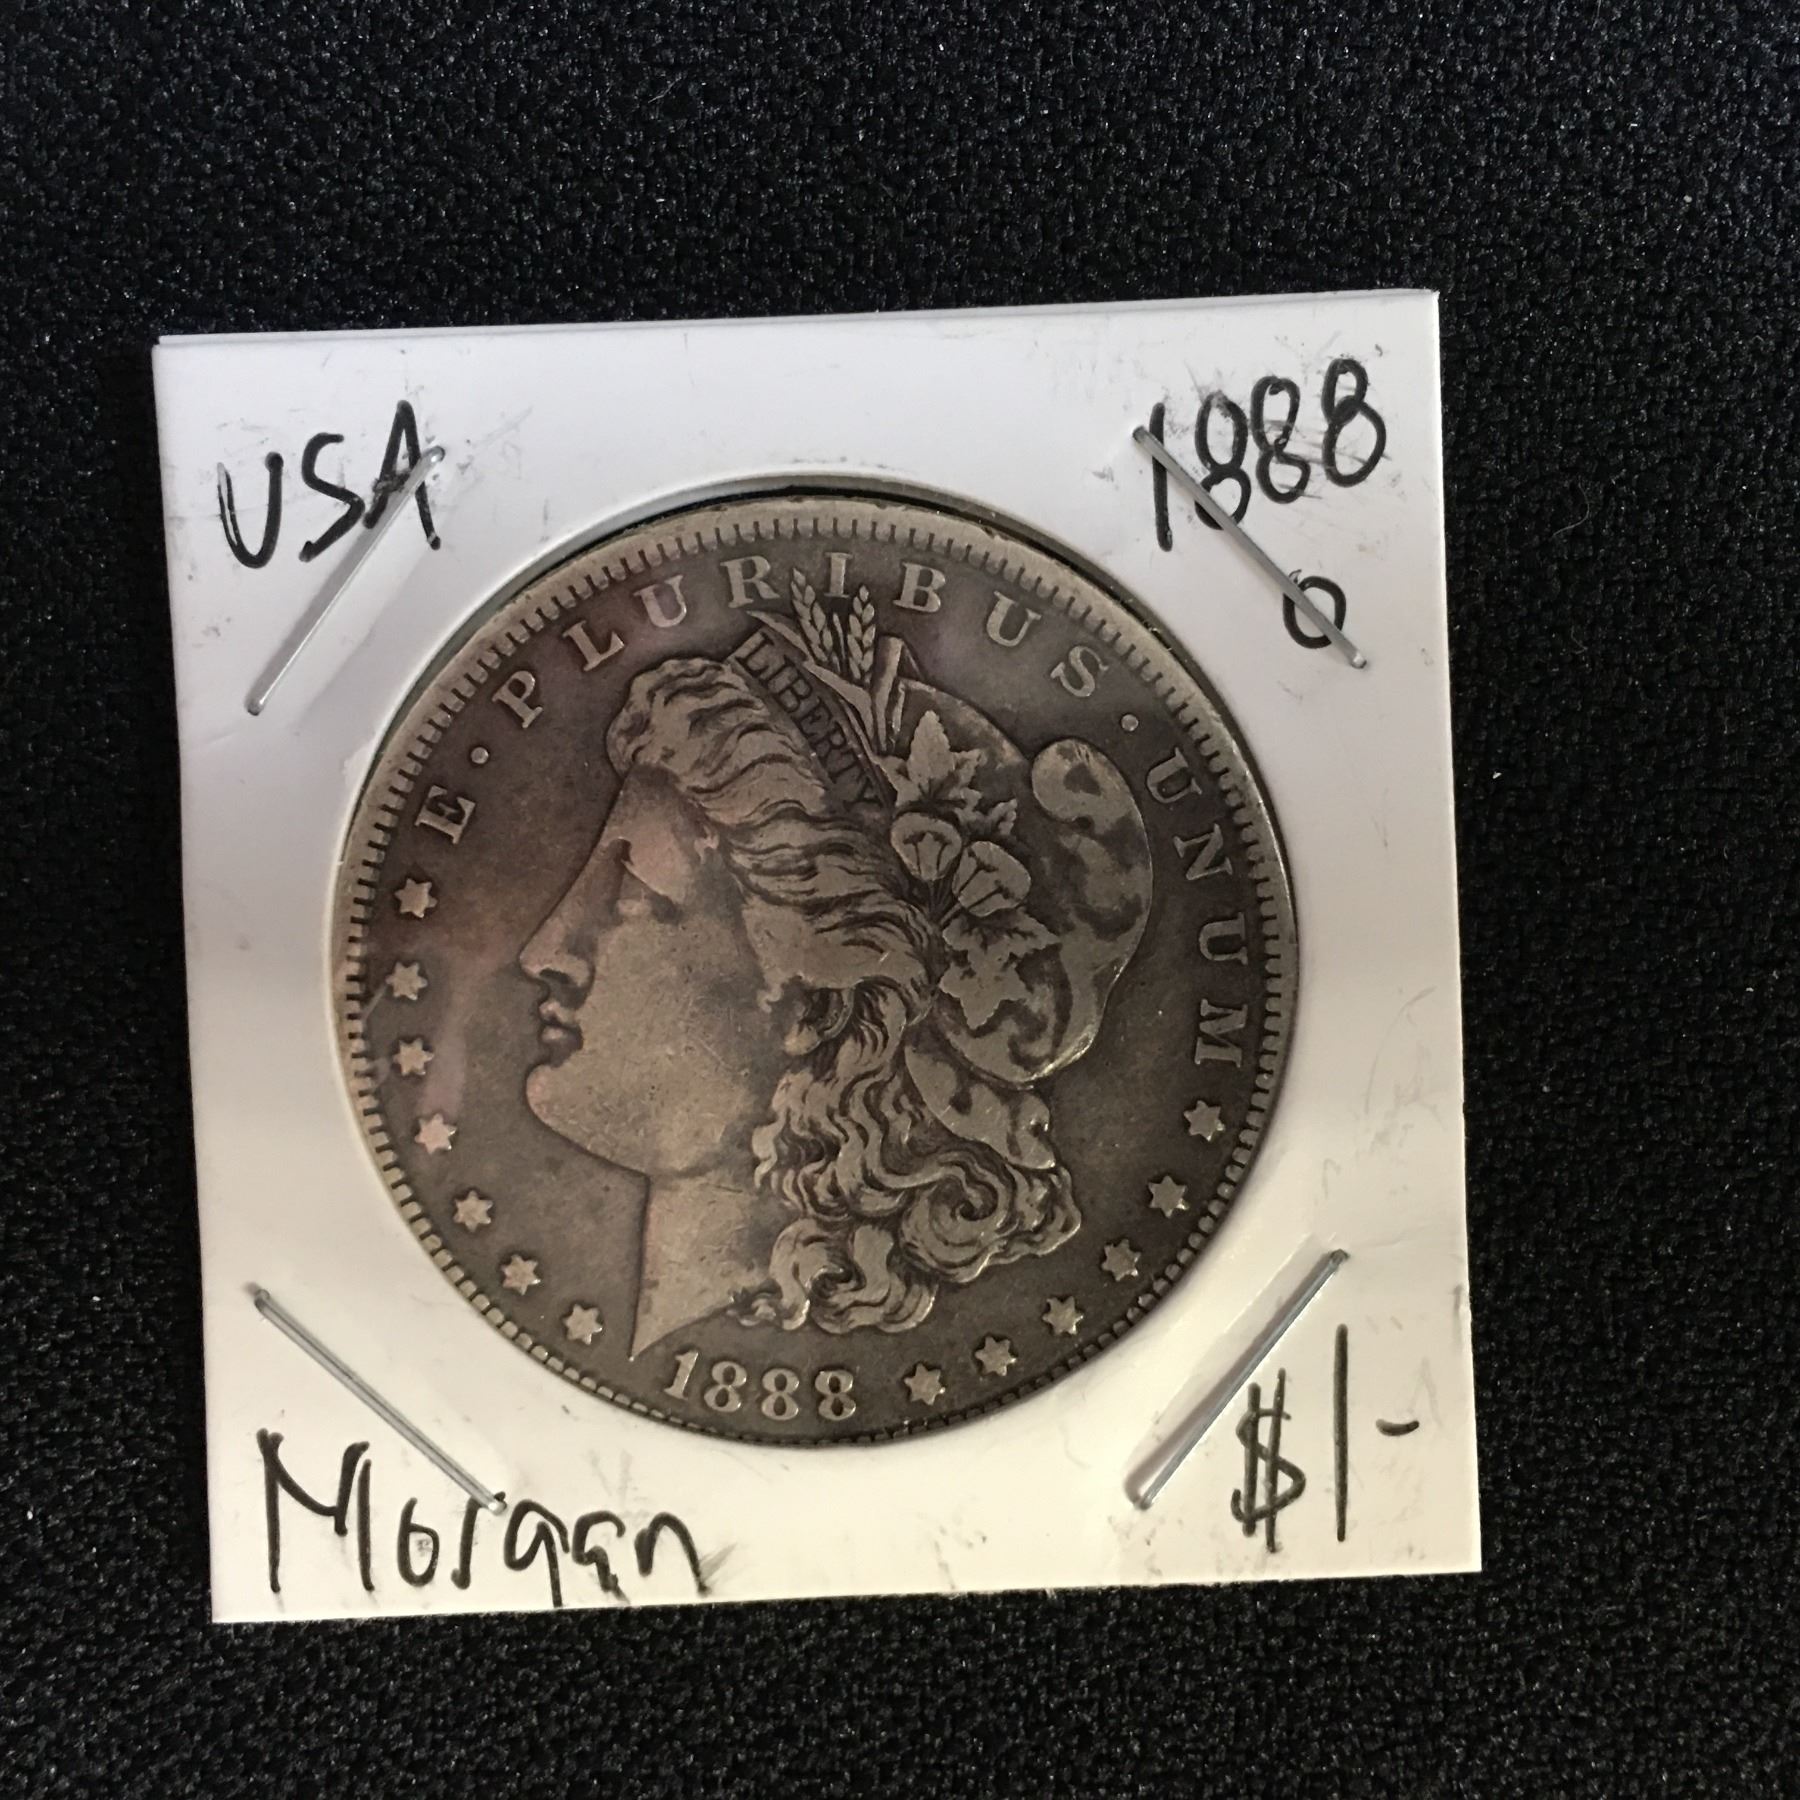 USA
1888
O
E · PLURIBUS · UNUM
LIBERTY
1888
Morgan
$1-